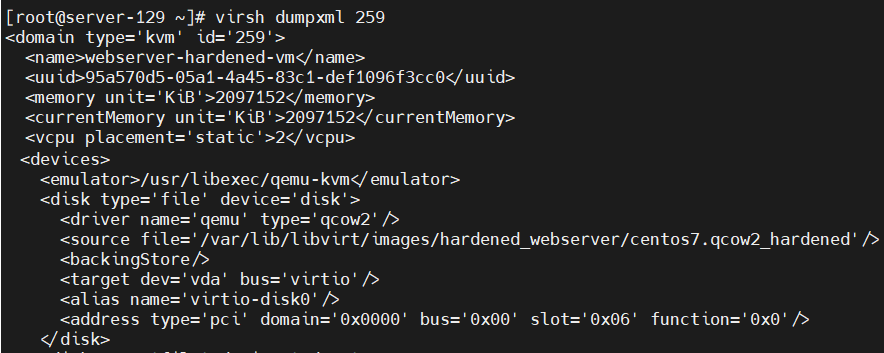 [root@server-129 ~]# virsh dumpxml 259
<domain type='kvm' id='259'>
  <name>webserver-hardened-vm</name>
  <uuid>95a570d5-05a1-4a45-83c1-def1096f3cc0</uuid>
  <memory unit='KiB'>2097152</memory>
  <currentMemory unit='KiB'>2097152</currentMemory>
  <vcpu placement='static'>2</vcpu>
  <devices>
    <emulator>/usr/libexec/qemu-kvm</emulator>
    <disk type='file' device='disk'>
      <driver name='qemu' type='qcow2'/>
      <source file='/var/lib/libvirt/images/hardened_webserver/centos7.qcow2_hardened'/>
      <backingStore/>
      <target dev='vda' bus='virtio'/>
      <alias name='virtio-disk0'/>
      <address type='pci' domain='0x0000' bus='0x00' slot='0x06' function='0x0'/>
    </disk>